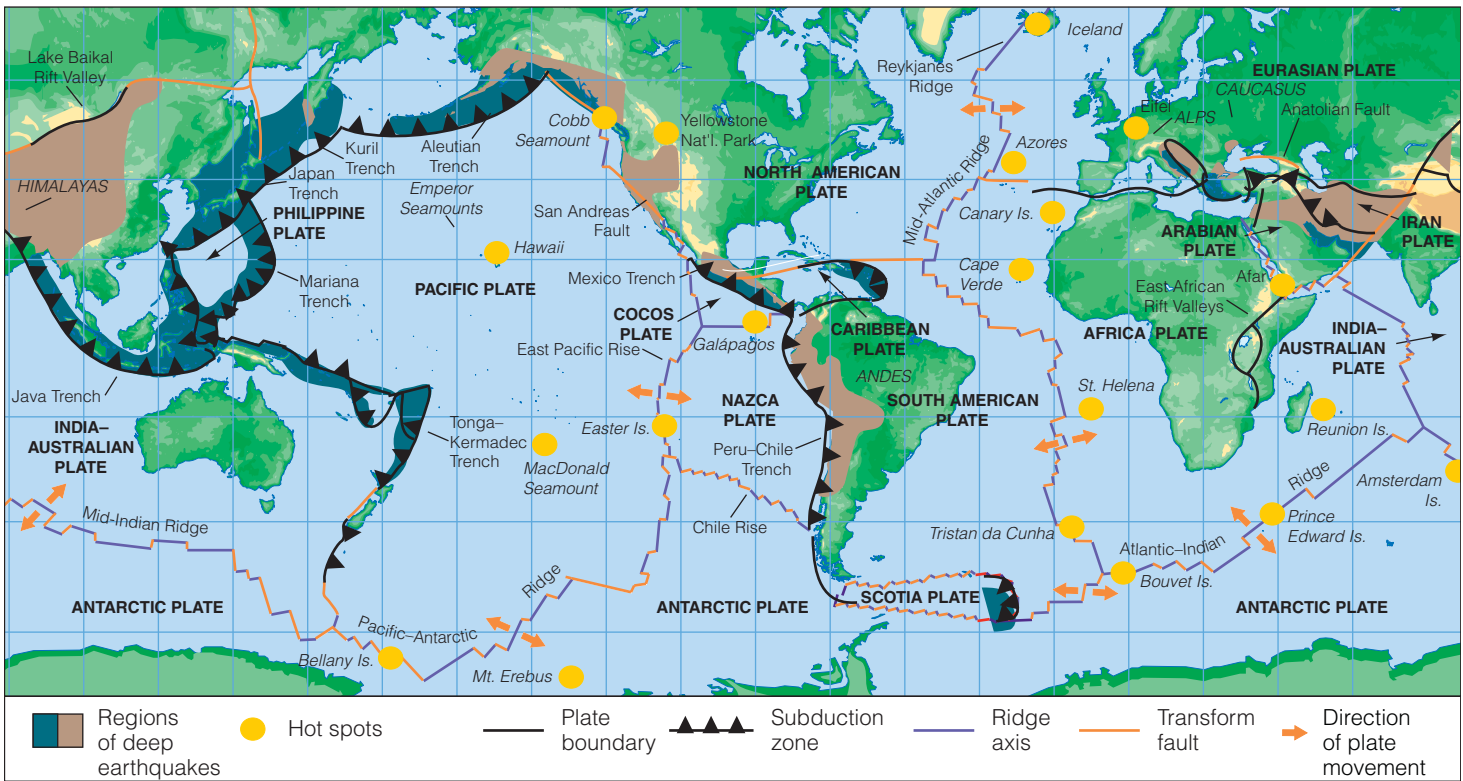 Iceland
Reykjanes
Ridge
Lake Baikal
Rift Valley
EURASIAN PLATE
CAUCASUS
Anatolian Fault
Eifel
ALPS
Cobb
Seamount
Yellowstone
Nat'l. Park
Azores
Kuril
Trench
Aleutian
Trench
Japan
Trench
Emperor
Seamounts
NORTH AMERICAN
PLATE
Mid-Atlantic Ridge
HIMALAYAS
PHILIPPINE
PLATE
San Andreas
Fault
Canary Is.
ARABIAN
PLATE
IRAN
PLATE
Hawaii
Mariana
Trench
Mexico Trench
PACIFIC PLATE
Cape
Verde
Afar
East African
Rift Valleys
COCOS
PLATE
CARIBBEAN
PLATE
AFRICA PLATE
INDIA–
AUSTRALIAN
PLATE
Galápagos
East Pacific Rise
ANDES
Java Trench
NAZCA
PLATE
SOUTH AMERICAN
PLATE
St. Helena
INDIA–
AUSTRALIAN
PLATE
Tonga–
Kermadec
Trench
Easter Is.
Reunion Is.
Peru–Chile
Trench
MacDonald
Seamount
Amsterdam
Is.
Ridge
Mid-Indian Ridge
Chile Rise
Tristan da Cunha
Prince
Edward Is.
Atlantic–Indian
Bouvet Is.
Ridge
ANTARCTIC PLATE
ANTARCTIC PLATE
SCOTIA PLATE
ANTARCTIC PLATE
Pacific–Antarctic
Bellany Is.
Mt. Erebus
Regions
of deep
earthquakes
Hot spots
Plate
boundary
Subduction
zone
Ridge
axis
Transform
fault
Direction
of plate
movement